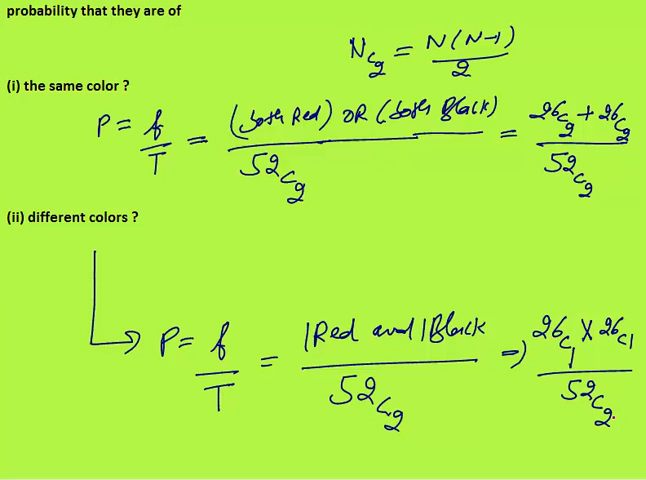 probability that they are of
N C₂ = N(N-1)/2
(i) the same color ?
P = f/T = (both Red) OR (both Black) / 52C₂ = 26C₂ + 26C₂ / 52C₂
(ii) different colors ?
P = f/T = 1Red and 1Black / 52C₂ => 26C₁ X 26C₁ / 52C₂